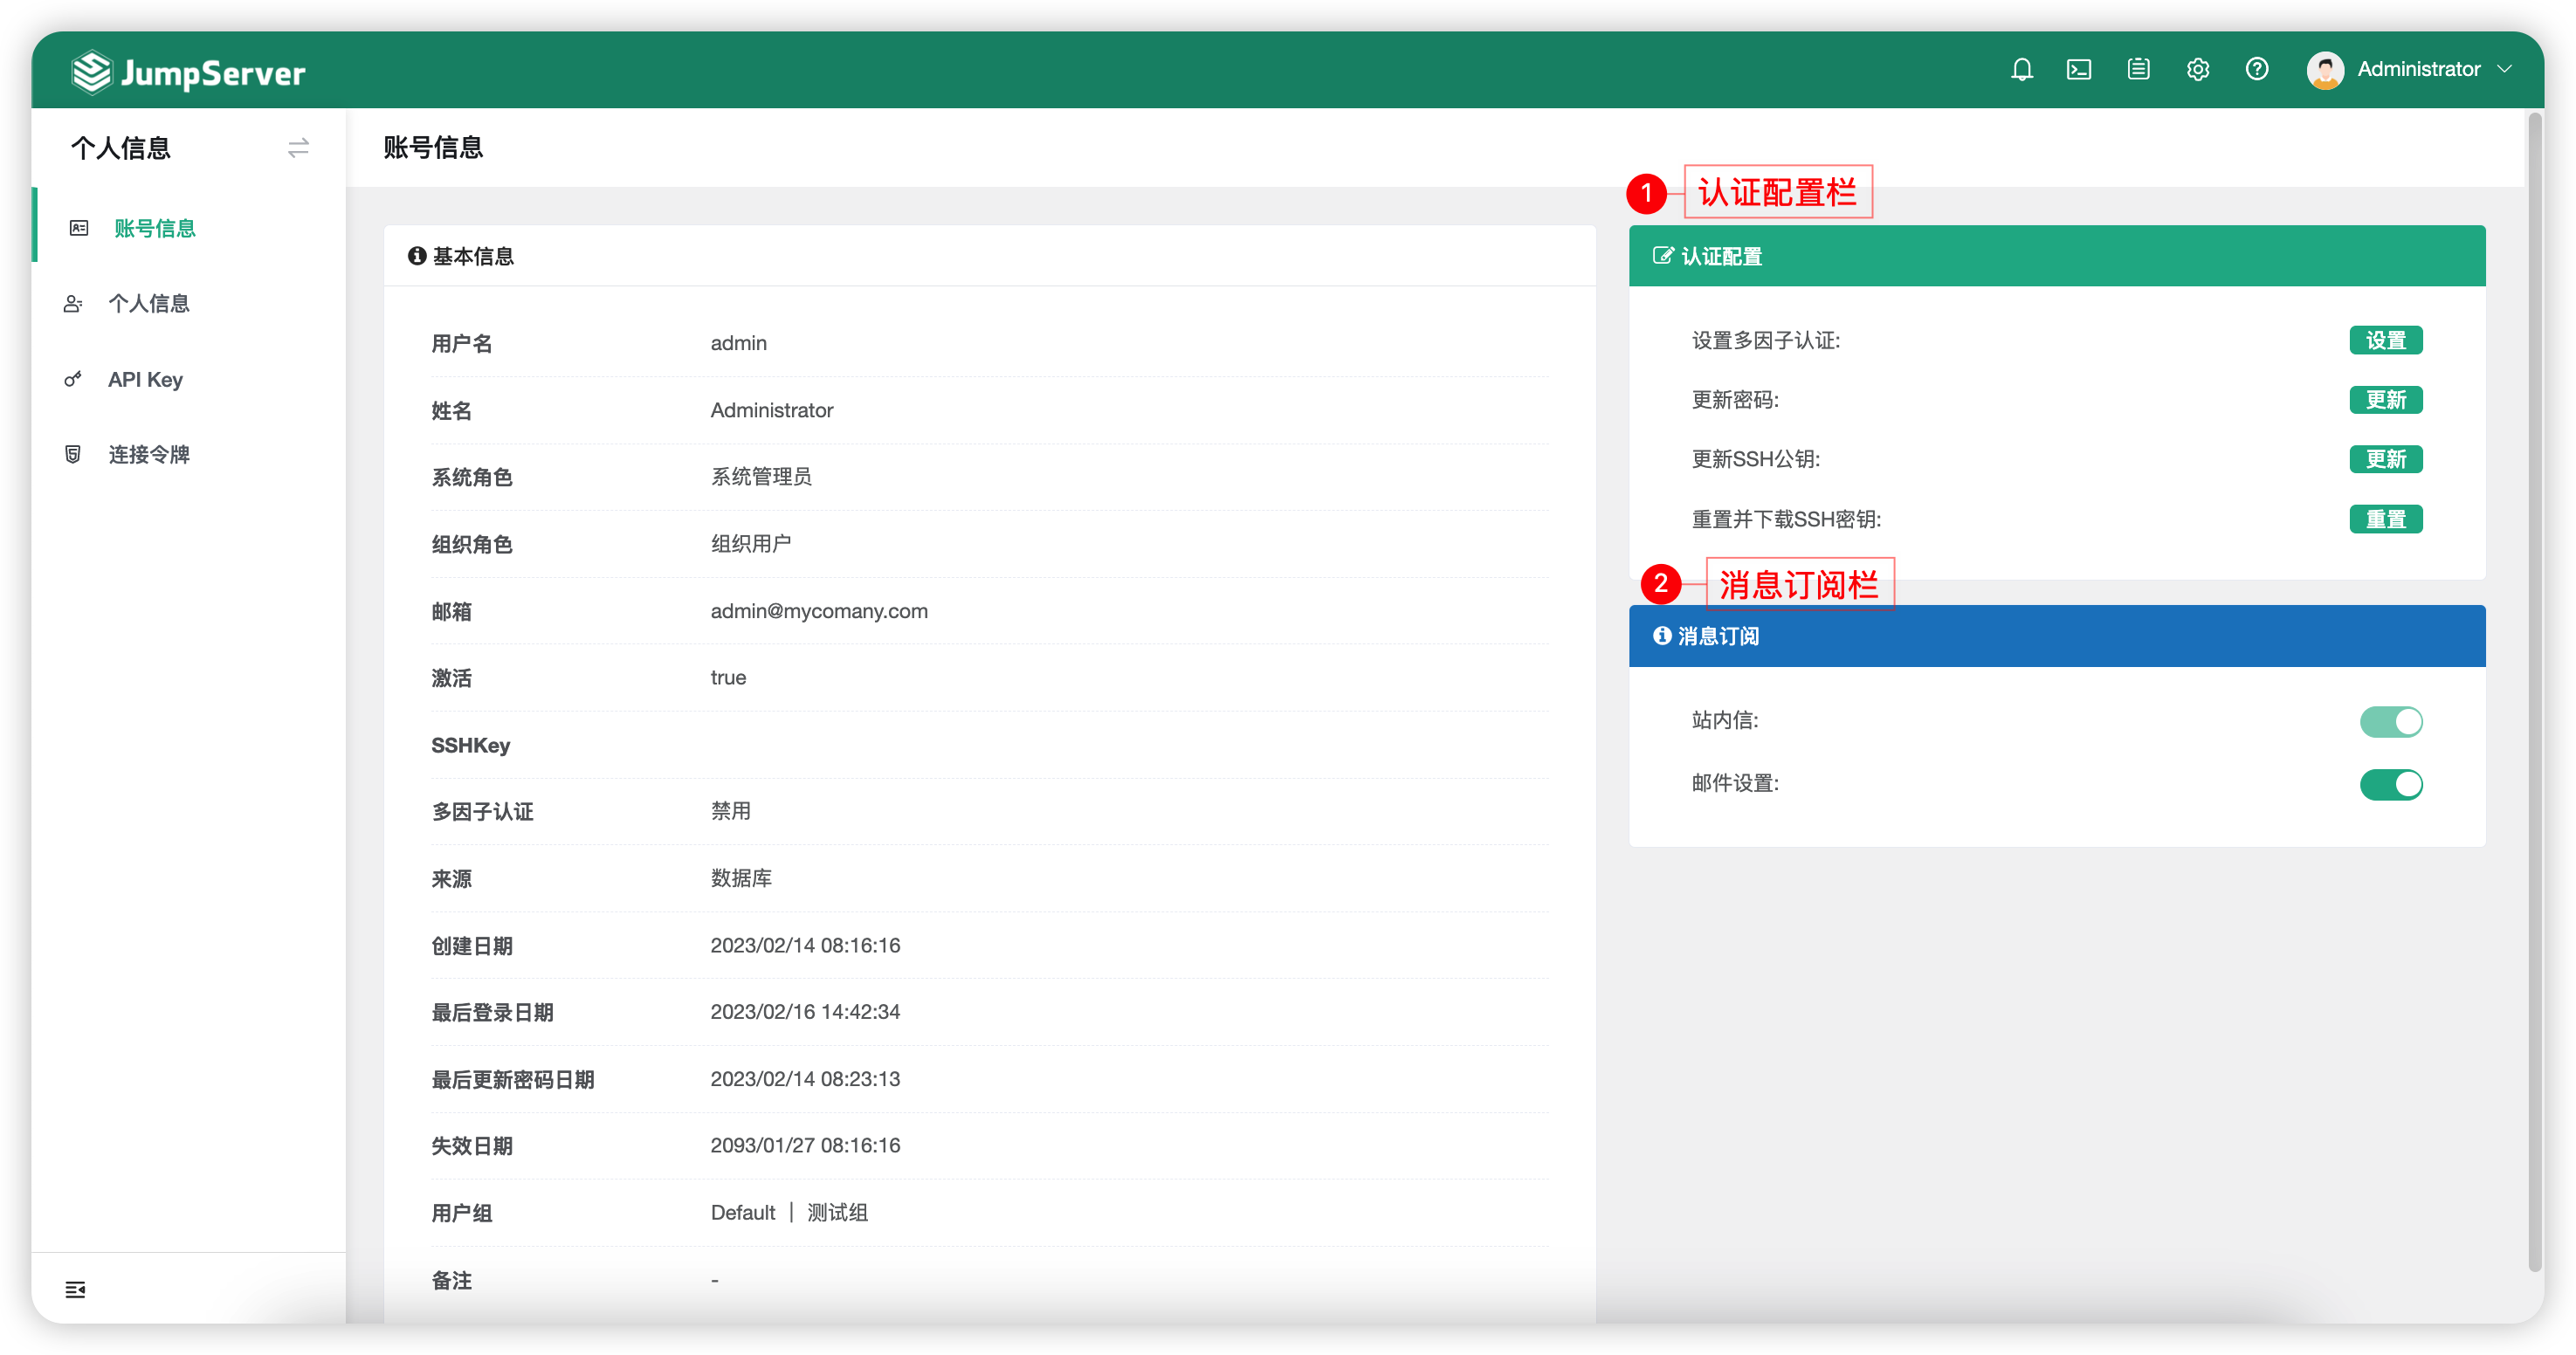 JumpServer
Administrator
个人信息
账号信息
个人信息
API Key
连接令牌
账号信息
基本信息
用户名 admin
姓名 Administrator
系统角色 系统管理员
组织角色 组织用户
邮箱 admin@mycomany.com
激活 true
SSHKey
多因子认证 禁用
来源 数据库
创建日期 2023/02/14 08:16:16
最后登录日期 2023/02/16 14:42:34
最后更新密码日期 2023/02/14 08:23:13
失效日期 2093/01/27 08:16:16
用户组 Default | 测试组
备注 -
1 认证配置栏
认证配置
设置多因子认证: 设置
更新密码: 更新
更新SSH公钥: 更新
重置并下载SSH密钥: 重置
2 消息订阅栏
消息订阅
站内信:
邮件设置: